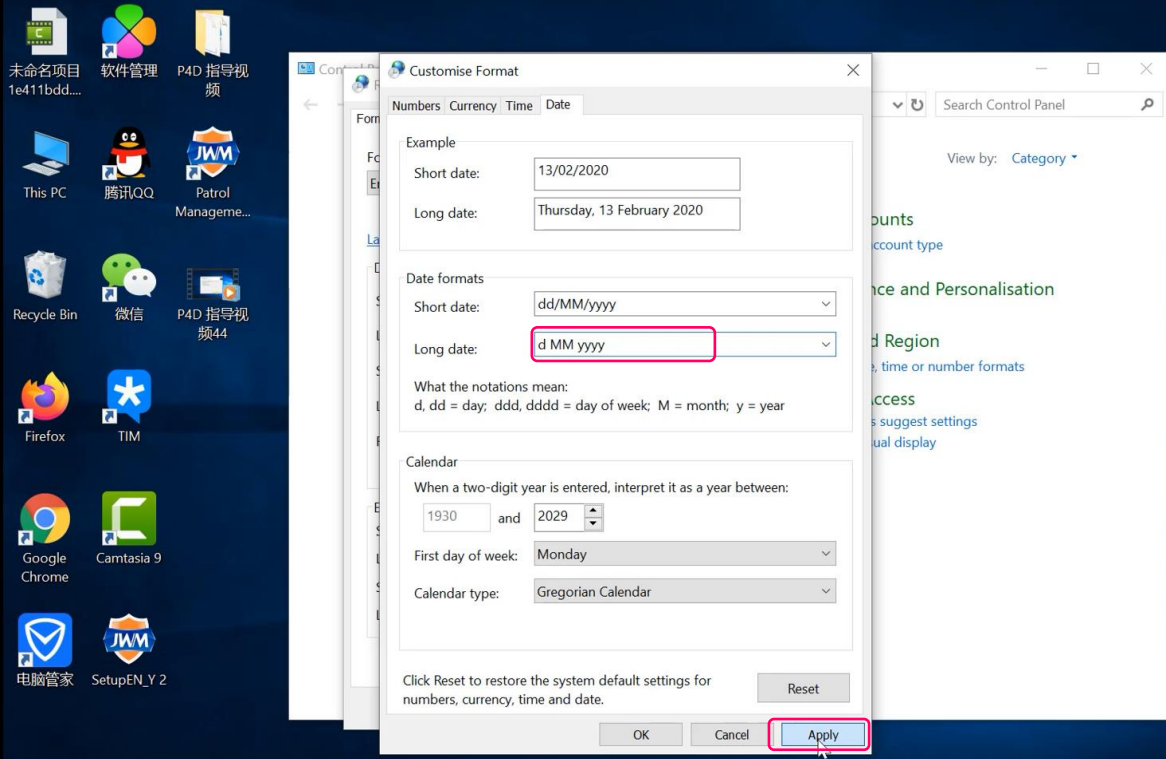 未命名项目
1e411bdd....
软件管理
P4D 指导视
频
This PC
腾讯QQ
JWM
Patrol
Manageme...
Recycle Bin
微信
P4D 指导视
频44
Firefox
TIM
Google
Chrome
Camtasia 9
电脑管家
JWM
SetupEN_Y 2
Search Control Panel
View by: Category
ounts
account type
nce and Personalisation
d Region
e, time or number formats
Access
s suggest settings
ual display
Customise Format
Numbers Currency Time Date
Example
Short date: 13/02/2020
Long date: Thursday, 13 February 2020
Date formats
Short date: dd/MM/yyyy
Long date: d MM yyyy
What the notations mean:
d, dd = day; ddd, dddd = day of week; M = month; y = year
Calendar
When a two-digit year is entered, interpret it as a year between:
1930 and 2029
First day of week: Monday
Calendar type: Gregorian Calendar
Click Reset to restore the system default settings for
numbers, currency, time and date.
Reset
OK Cancel Apply